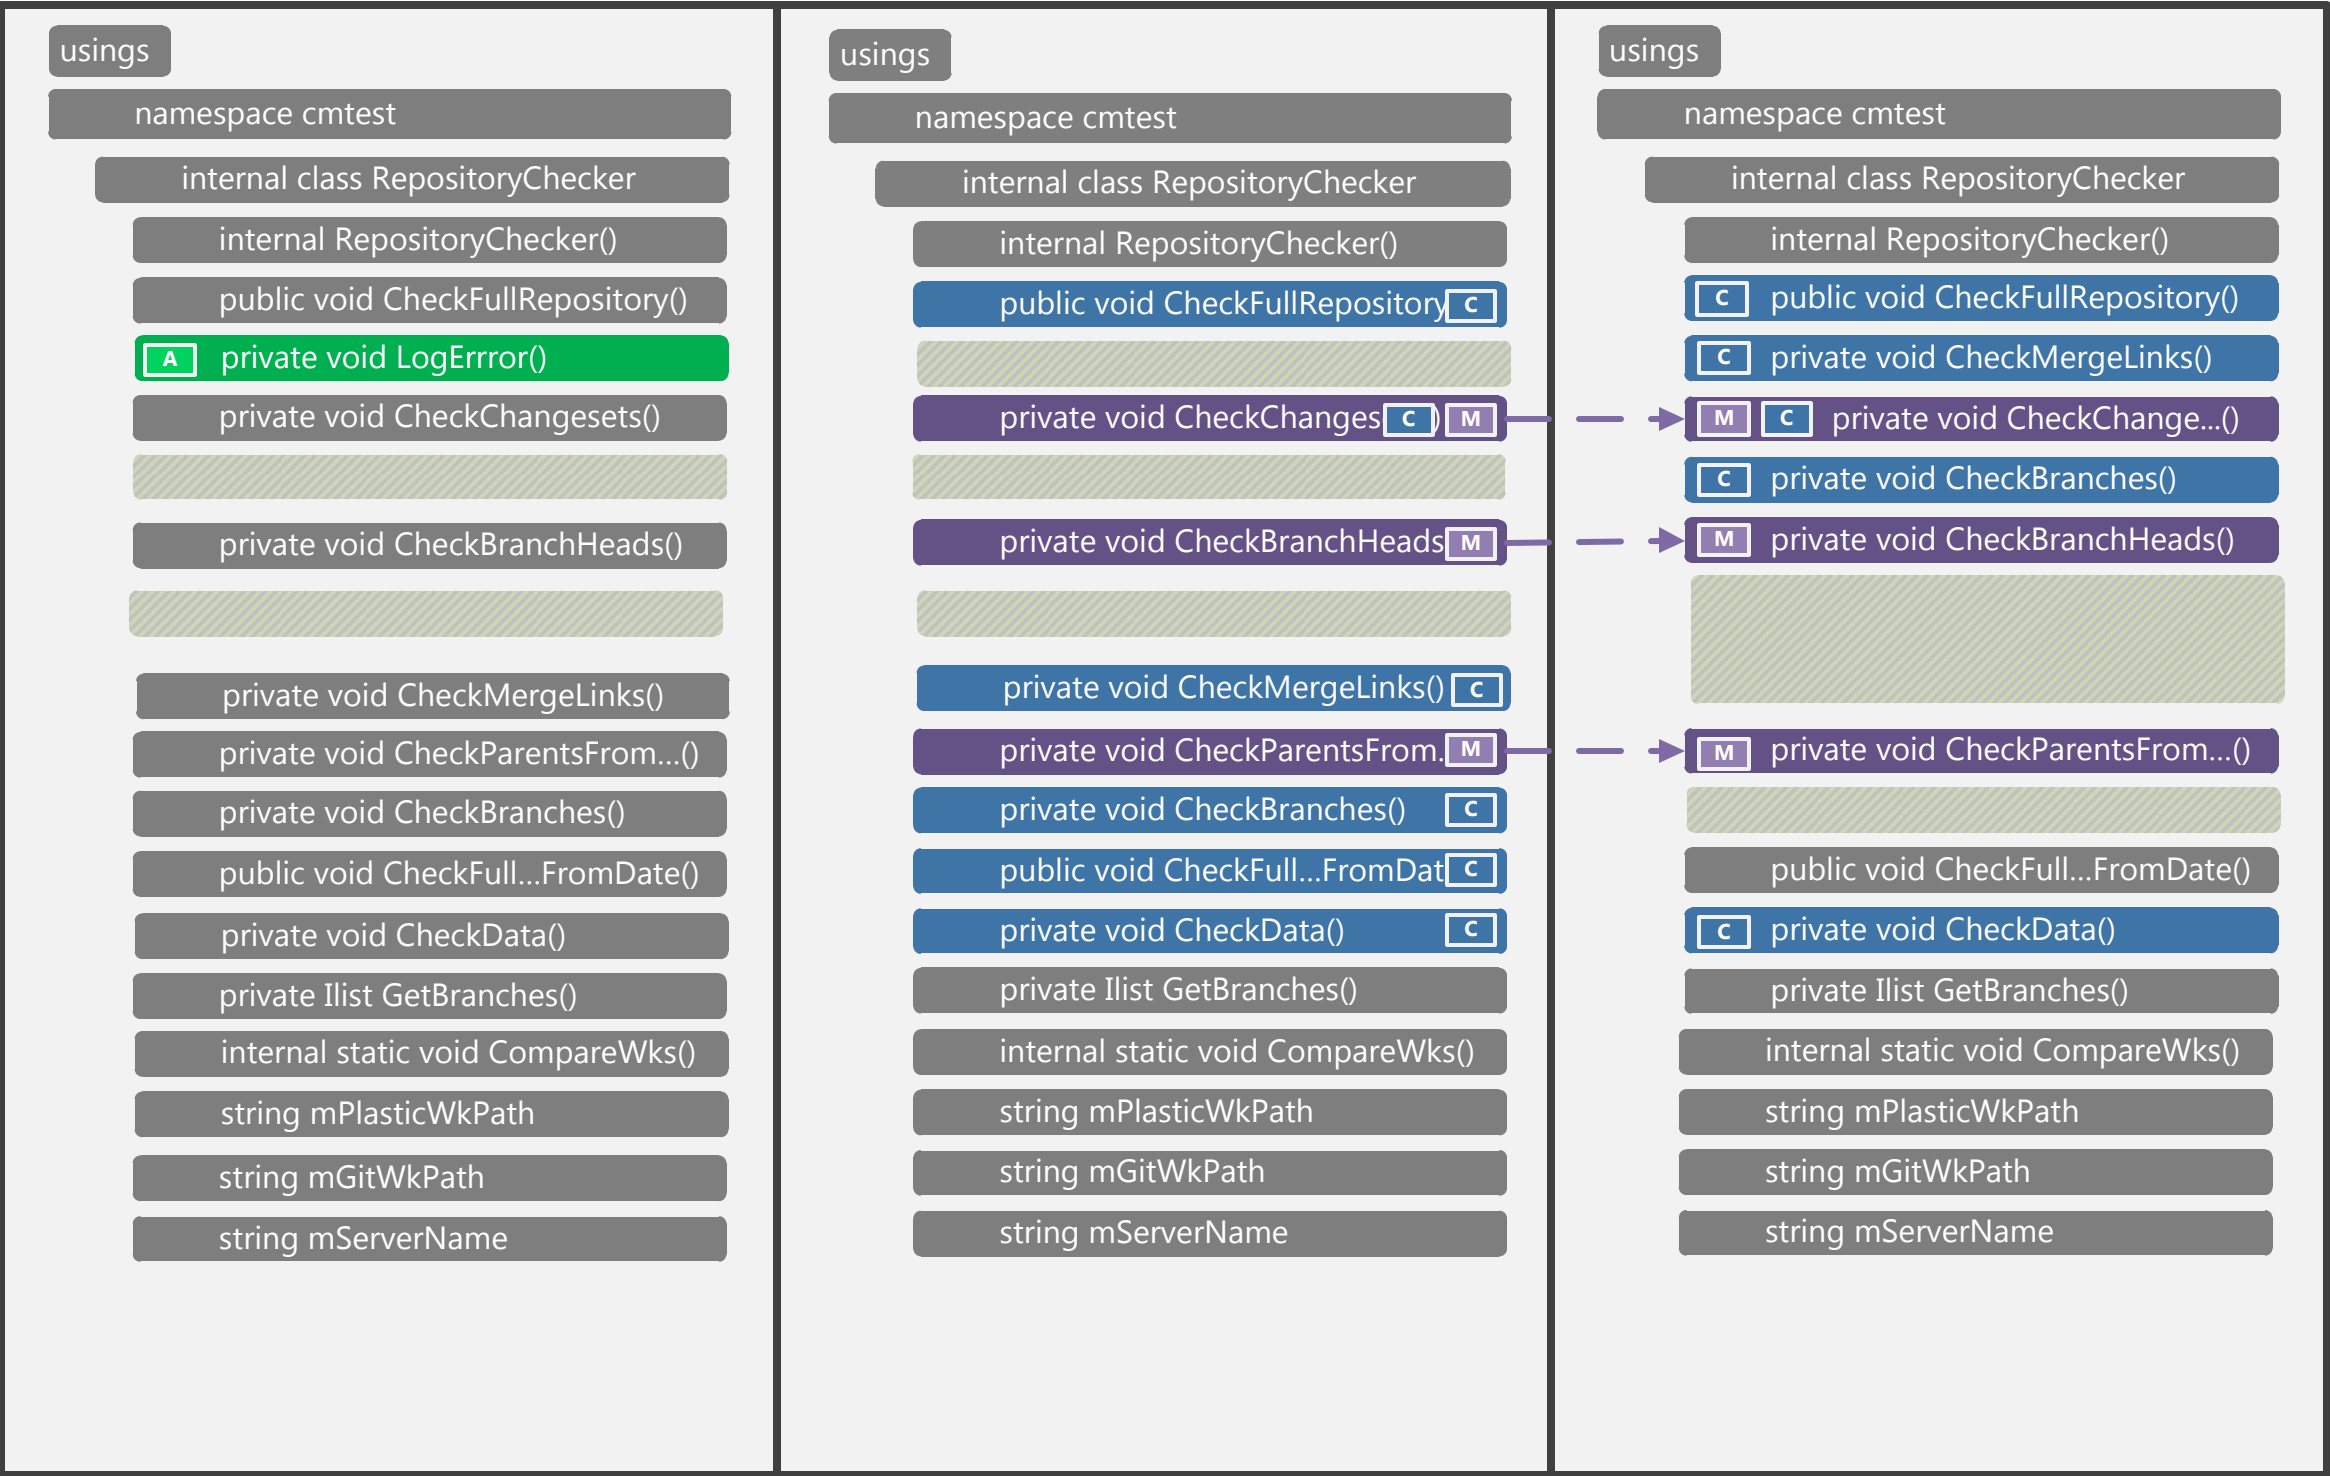 usings
namespace cmtest
internal class RepositoryChecker
internal RepositoryChecker()
public void CheckFullRepository()
A private void LogErrror()
private void CheckChangesets()
private void CheckBranchHeads()
private void CheckMergeLinks()
private void CheckParentsFrom...()
private void CheckBranches()
public void CheckFull...FromDate()
private void CheckData()
private Ilist GetBranches()
internal static void CompareWks()
string mPlasticWkPath
string mGitWkPath
string mServerName
usings
namespace cmtest
internal class RepositoryChecker
internal RepositoryChecker()
public void CheckFullRepository C
private void CheckChanges C ) M
private void CheckBranchHeads M
private void CheckMergeLinks() C
private void CheckParentsFrom. M
private void CheckBranches() C
public void CheckFull...FromDat C
private void CheckData() C
private Ilist GetBranches()
internal static void CompareWks()
string mPlasticWkPath
string mGitWkPath
string mServerName
usings
namespace cmtest
internal class RepositoryChecker
internal RepositoryChecker()
C public void CheckFullRepository()
C private void CheckMergeLinks()
M C private void CheckChange...()
C private void CheckBranches()
M private void CheckBranchHeads()
M private void CheckParentsFrom...()
public void CheckFull...FromDate()
C private void CheckData()
private Ilist GetBranches()
internal static void CompareWks()
string mPlasticWkPath
string mGitWkPath
string mServerName